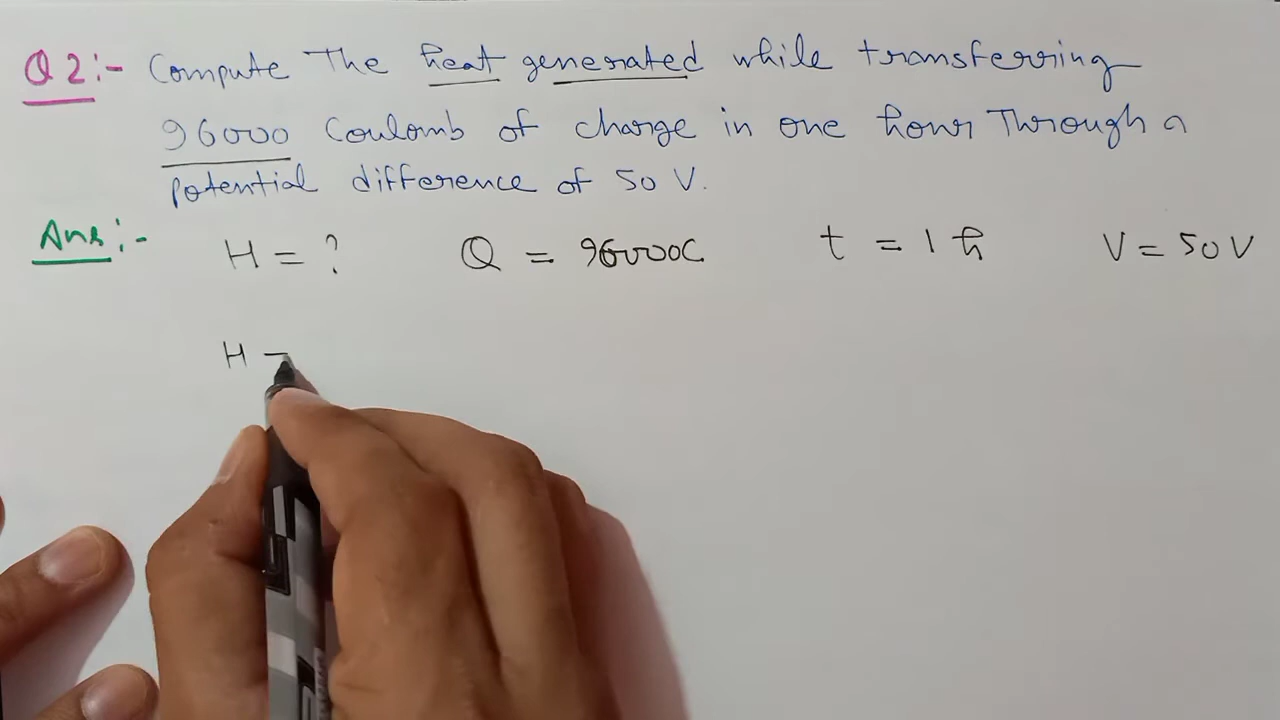 Q2:- Compute The heat generated while transferring
96000 Coulomb of charge in one hour Through a
potential difference of 50 V.
Ans:- H = ? Q = 96000C t = 1 h V = 50 V
H =